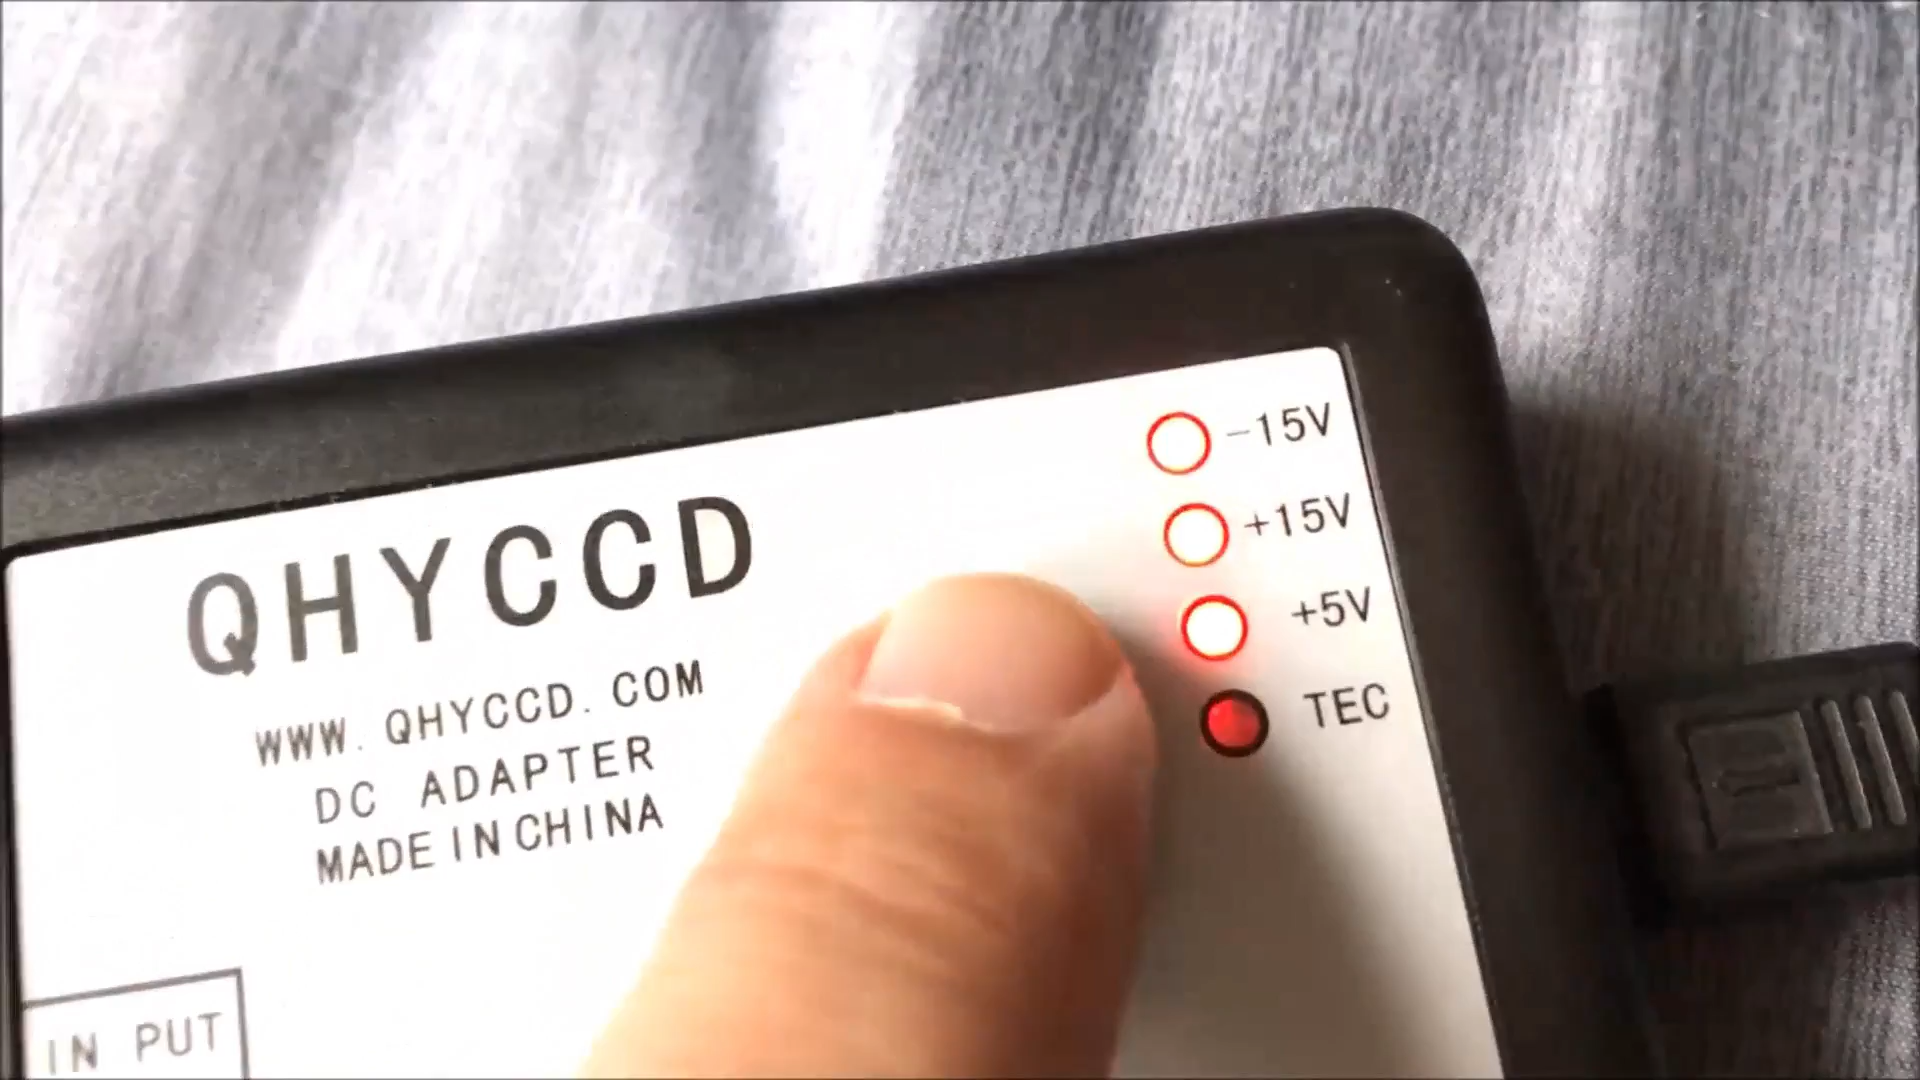 QHYCCD
WWW.QHYCCD.COM
DC ADAPTER
MADE IN CHINA
-15V
+15V
+5V
TEC
IN PUT